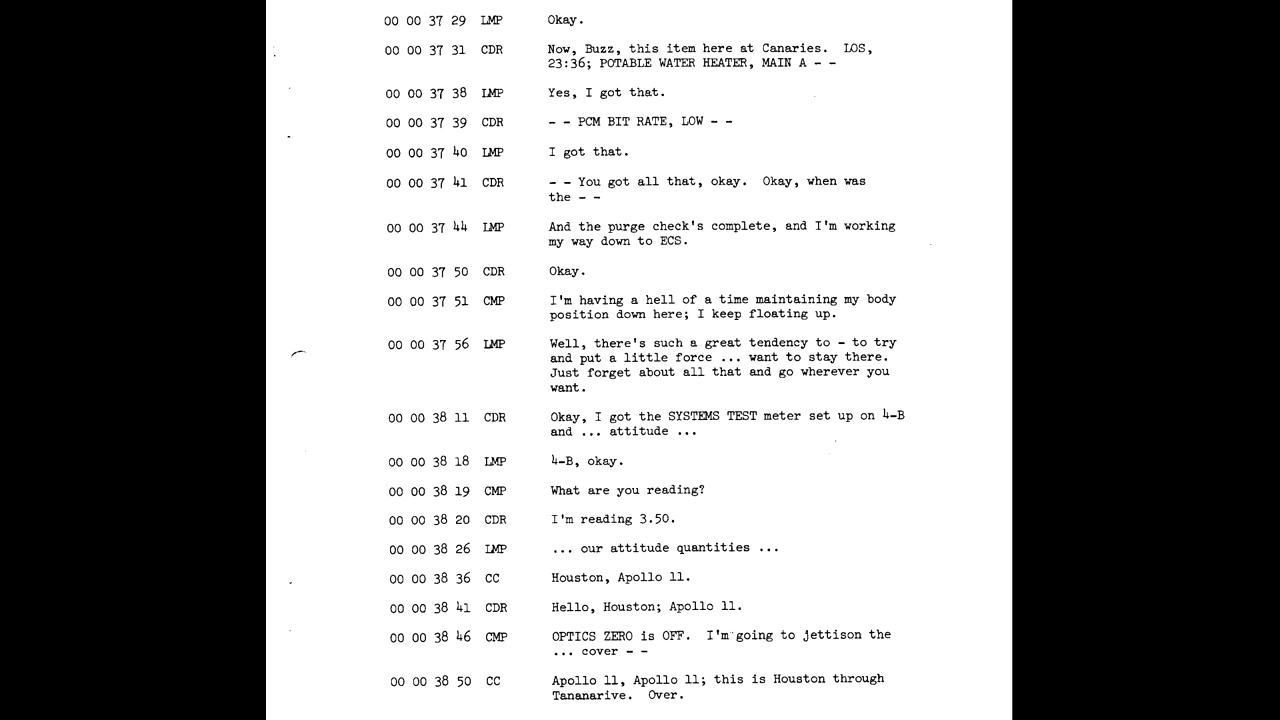 00 00 37 29 LMP Okay.
00 00 37 31 CDR Now, Buzz, this item here at Canaries. LOS,
23:36; POTABLE WATER HEATER, MAIN A - -
00 00 37 38 LMP Yes, I got that.
00 00 37 39 CDR - - PCM BIT RATE, LOW - -
00 00 37 40 LMP I got that.
00 00 37 41 CDR - - You got all that, okay. Okay, when was
the - -
00 00 37 44 LMP And the purge check's complete, and I'm working
my way down to ECS.
00 00 37 50 CDR Okay.
00 00 37 51 CMP I'm having a hell of a time maintaining my body
position down here; I keep floating up.
00 00 37 56 LMP Well, there's such a great tendency to - to try
and put a little force ... want to stay there.
Just forget about all that and go wherever you
want.
00 00 38 11 CDR Okay, I got the SYSTEMS TEST meter set up on 4-B
and ... attitude ...
00 00 38 18 LMP 4-B, okay.
00 00 38 19 CMP What are you reading?
00 00 38 20 CDR I'm reading 3.50.
00 00 38 26 LMP ... our attitude quantities ...
00 00 38 36 CC Houston, Apollo 11.
00 00 38 41 CDR Hello, Houston; Apollo 11.
00 00 38 46 CMP OPTICS ZERO is OFF. I'm going to jettison the
... cover - -
00 00 38 50 CC Apollo 11, Apollo 11; this is Houston through
Tananarive. Over.